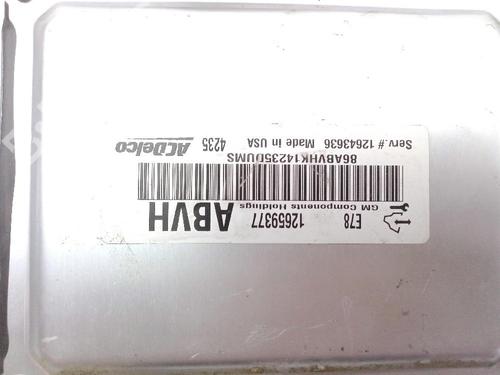 E78 12659377 ABVH
GM Components Holdings
86ABVHK14235DUMS
Serv.# 12643636 Made in USA 4235 ACDelco